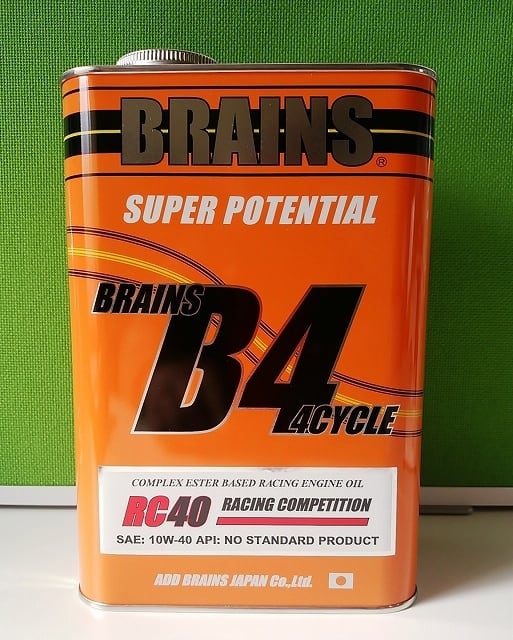 BRAINS®
SUPER POTENTIAL
BRAINS
B4
4CYCLE
COMPLEX ESTER BASED RACING ENGINE OIL
RC40 RACING COMPETITION
SAE: 10W-40 API: NO STANDARD PRODUCT
ADD BRAINS JAPAN Co.,Ltd.